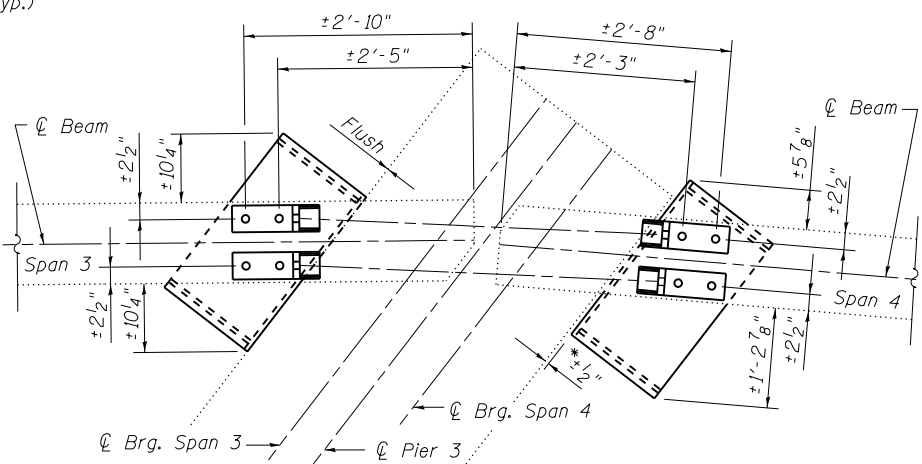 yp.)
±2'-10"
±2'-8"
±2'-5"
±2'-3"
℄ Beam
℄ Beam
Flush
±2½"
±10¼"
±5⅞"
±2½"
Span 3
Span 4
±2½"
±10¼"
*±½"
±1'-2⅞"
±2½"
℄ Brg. Span 4
℄ Brg. Span 3
℄ Pier 3